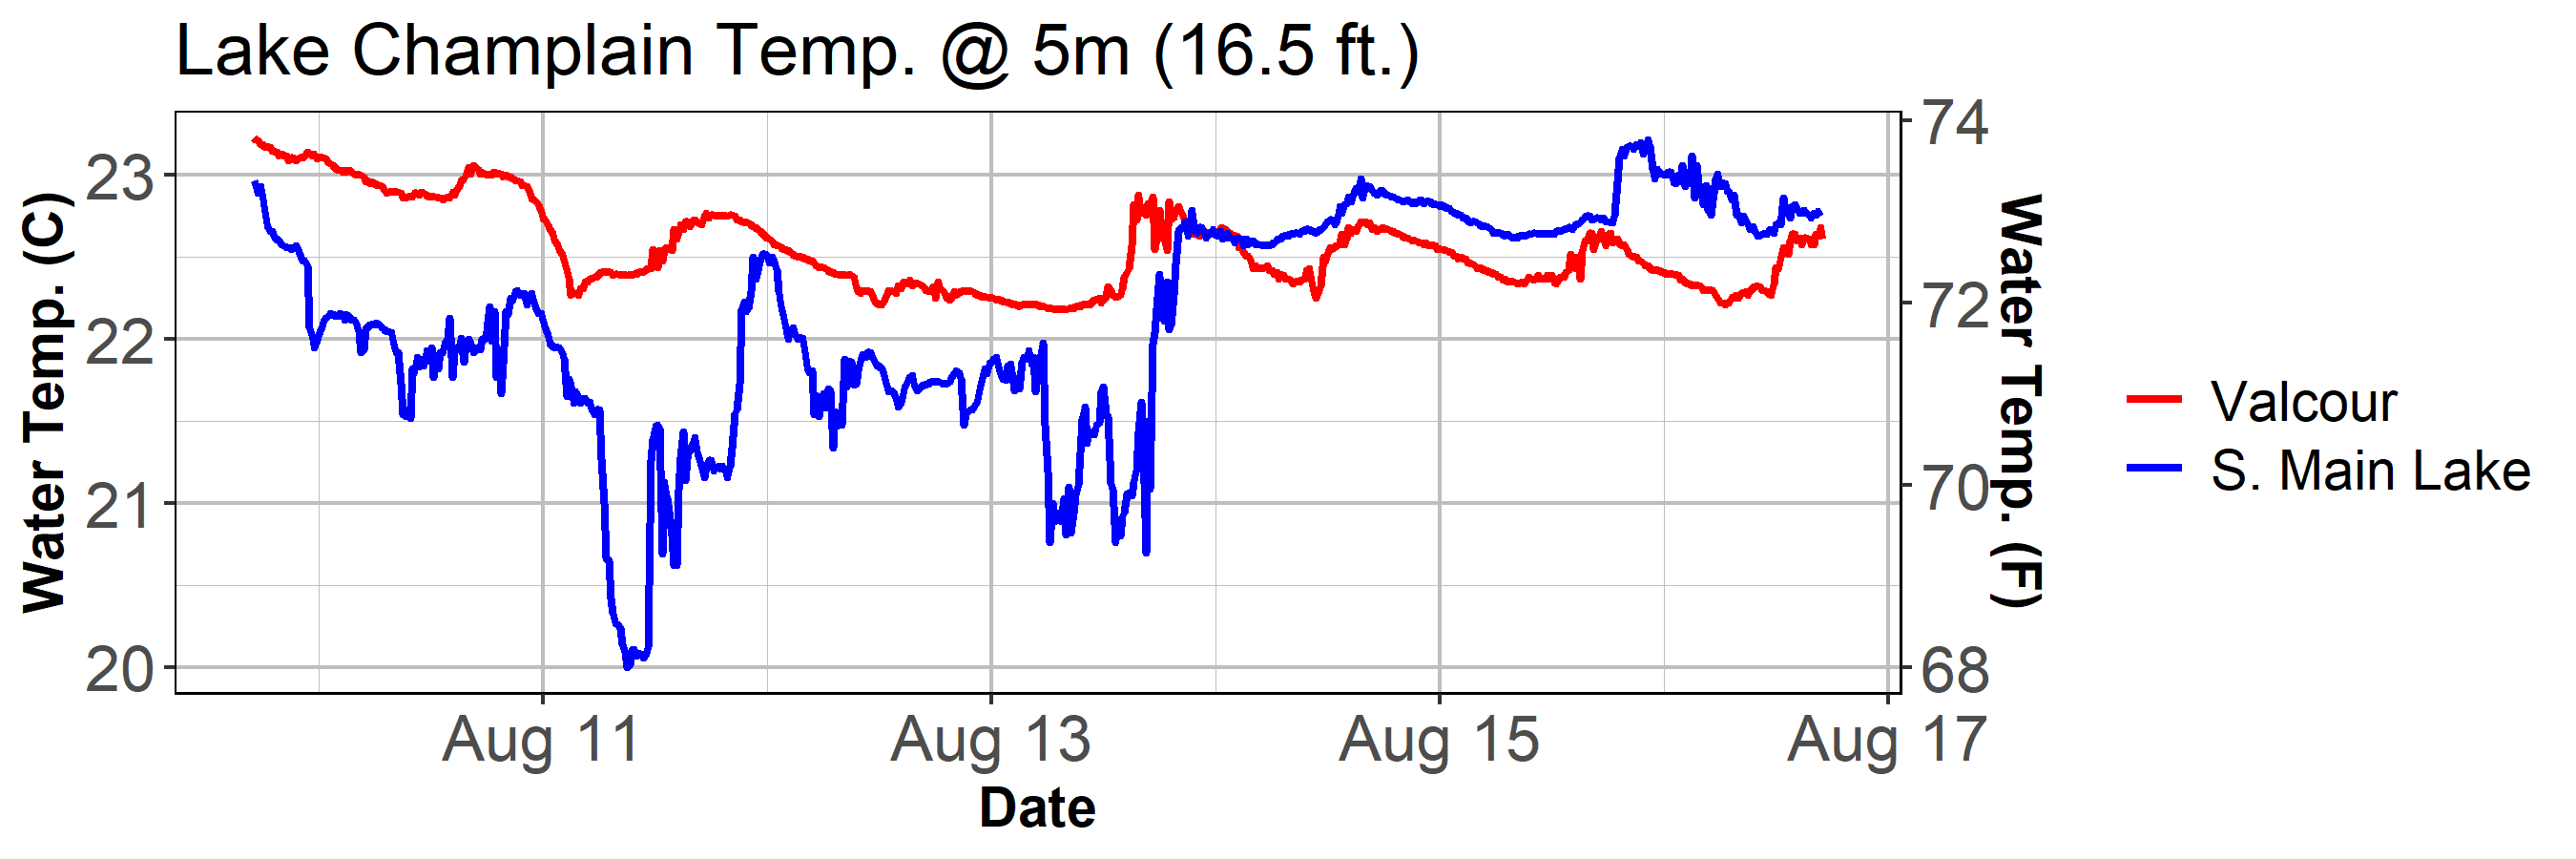 Lake Champlain Temp. @ 5m (16.5 ft.)
Water Temp. (C)
23
22
21
20
74
72
70
68
Water Temp. (F)
Aug 11
Aug 13
Aug 15
Aug 17
Date
Valcour
S. Main Lake